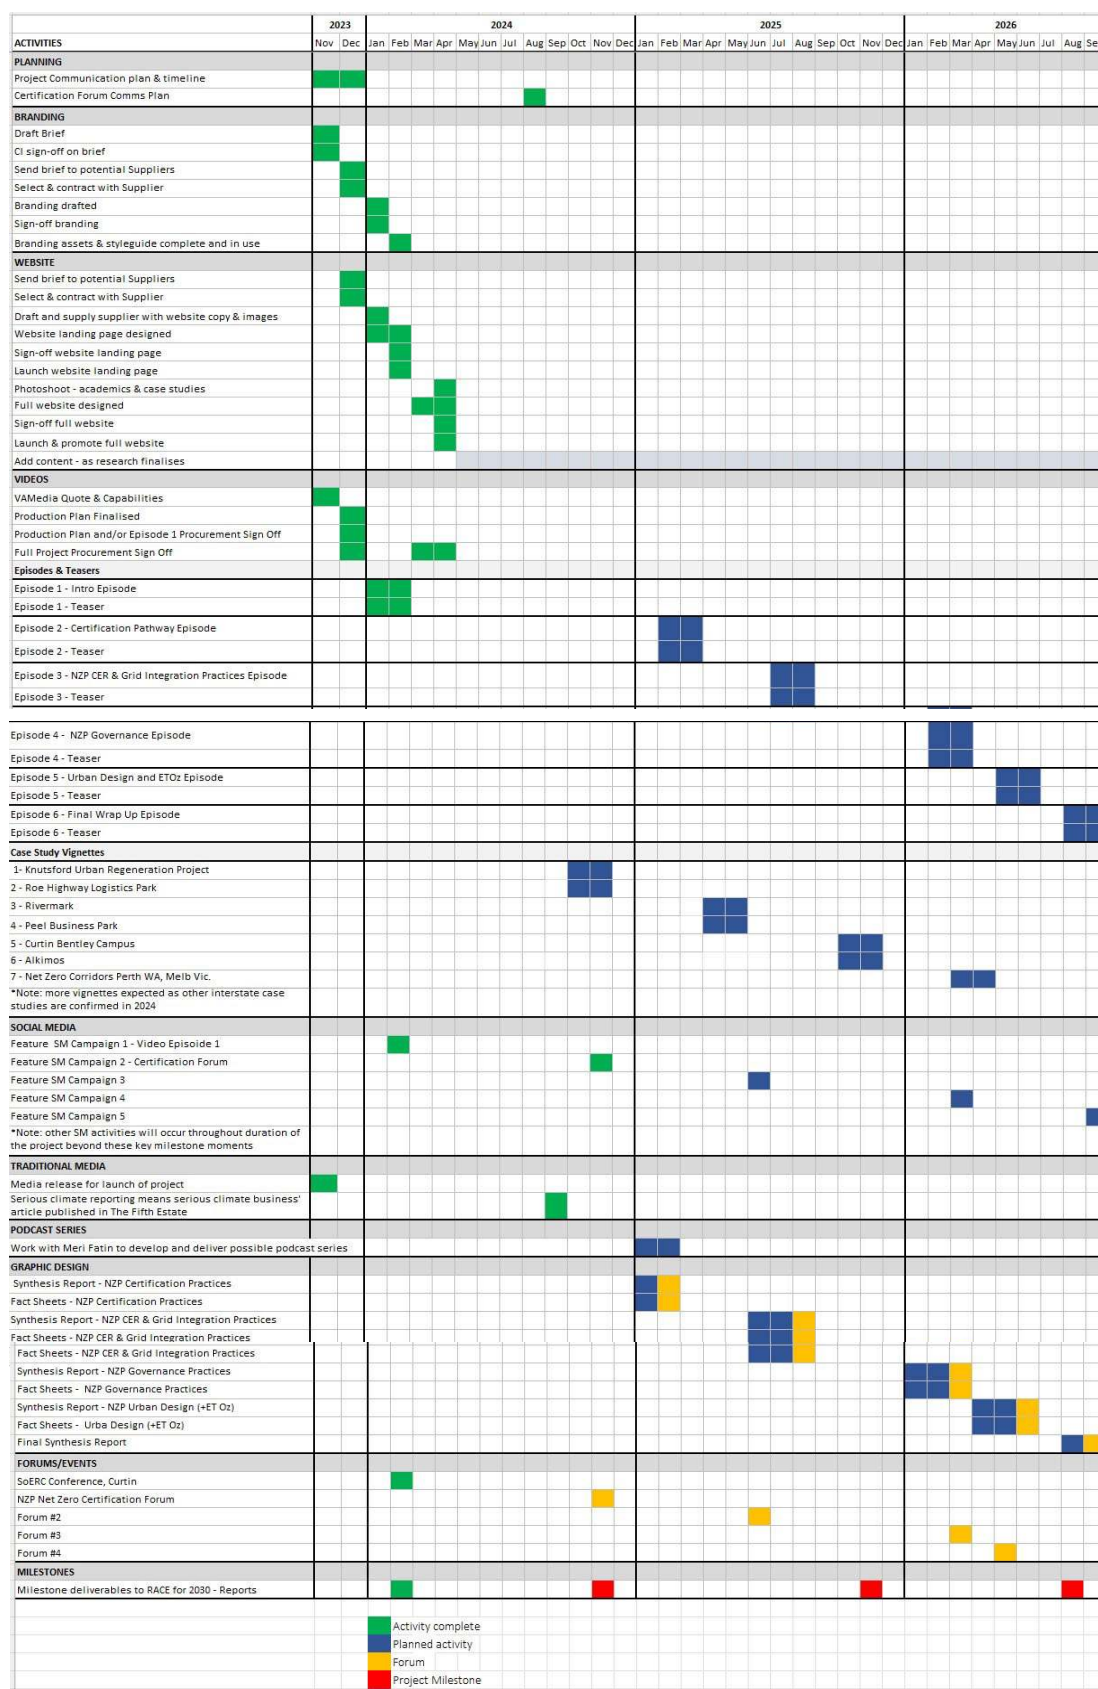 2023 2024 2025 2026
ACTIVITIES Nov Dec Jan Feb Mar Apr May Jun Jul Aug Sep Oct Nov Dec Jan Feb Mar Apr May Jun Jul Aug Sep Oct Nov Dec Jan Feb Mar Apr May Jun Jul Aug Se
PLANNING
Project Communication plan & timeline
Certification Forum Comms Plan
BRANDING
Draft Brief
CI sign-off on brief
Send brief to potential Suppliers
Select & contract with Supplier
Branding drafted
Sign-off branding
Branding assets & styleguide complete and in use
WEBSITE
Send brief to potential Suppliers
Select & contract with Supplier
Draft and supply supplier with website copy & images
Website landing page designed
Sign-off website landing page
Launch website landing page
Photoshoot - academics & case studies
Full website designed
Sign-off full website
Launch & promote full website
Add content - as research finalises
VIDEOS
VAMedia Quote & Capabilities
Production Plan Finalised
Production Plan and/or Episode 1 Procurement Sign Off
Full Project Procurement Sign Off
Episodes & Teasers
Episode 1 - Intro Episode
Episode 1 - Teaser
Episode 2 - Certification Pathway Episode
Episode 2 - Teaser
Episode 3 - NZP CER & Grid Integration Practices Episode
Episode 3 - Teaser
Episode 4 - NZP Governance Episode
Episode 4 - Teaser
Episode 5 - Urban Design and ETOz Episode
Episode 5 - Teaser
Episode 6 - Final Wrap Up Episode
Episode 6 - Teaser
Case Study Vignettes
1- Knutsford Urban Regeneration Project
2 - Roe Highway Logistics Park
3 - Rivermark
4 - Peel Business Park
5 - Curtin Bentley Campus
6 - Alkimos
7 - Net Zero Corridors Perth WA, Melb Vic.
*Note: more vignettes expected as other interstate case
studies are confirmed in 2024
SOCIAL MEDIA
Feature SM Campaign 1 - Video Episoide 1
Feature SM Campaign 2 - Certification Forum
Feature SM Campaign 3
Feature SM Campaign 4
Feature SM Campaign 5
*Note: other SM activities will occur throughout duration of
the project beyond these key milestone moments
TRADITIONAL MEDIA
Media release for launch of project
Serious climate reporting means serious climate business'
article published in The Fifth Estate
PODCAST SERIES
Work with Meri Fatin to develop and deliver possible podcast series
GRAPHIC DESIGN
Synthesis Report - NZP Certification Practices
Fact Sheets - NZP Certification Practices
Synthesis Report - NZP CER & Grid Integration Practices
Fact Sheets - NZP CER & Grid Integration Practices
Fact Sheets - NZP CER & Grid Integration Practices
Synthesis Report - NZP Governance Practices
Fact Sheets - NZP Governance Practices
Synthesis Report - NZP Urban Design (+ET Oz)
Fact Sheets - Urba Design (+ET Oz)
Final Synthesis Report
FORUMS/EVENTS
SoERC Conference, Curtin
NZP Net Zero Certification Forum
Forum #2
Forum #3
Forum #4
MILESTONES
Milestone deliverables to RACE for 2030 - Reports
Activity complete
Planned activity
Forum
Project Milestone